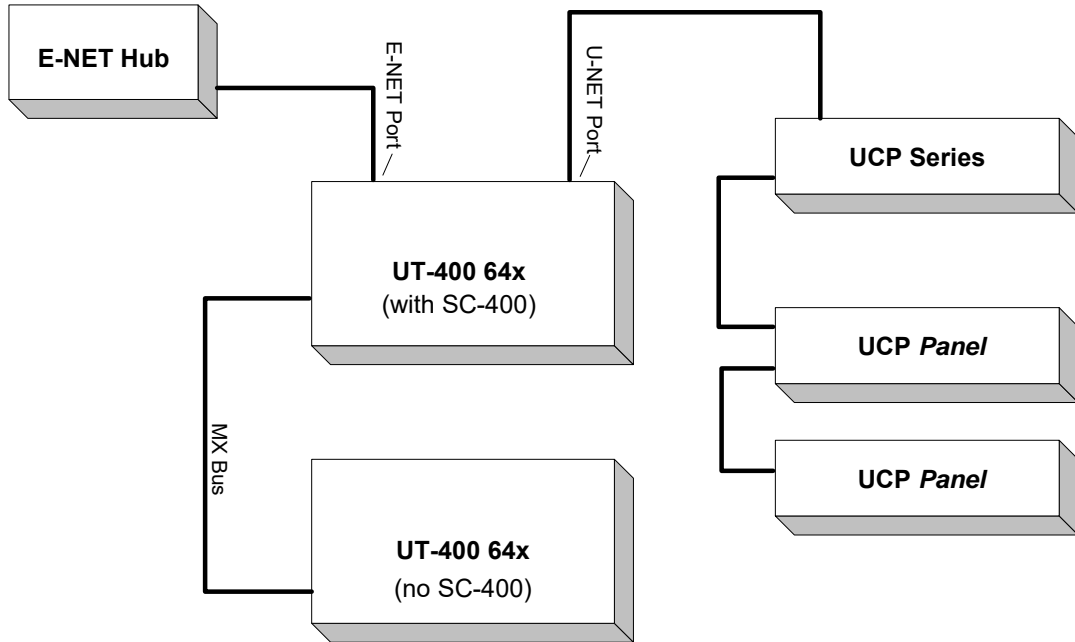 E-NET Hub
E-NET Port
U-NET Port
UCP Series
UT-400 64x
(with SC-400)
UCP Panel
MX Bus
UCP Panel
UT-400 64x
(no SC-400)